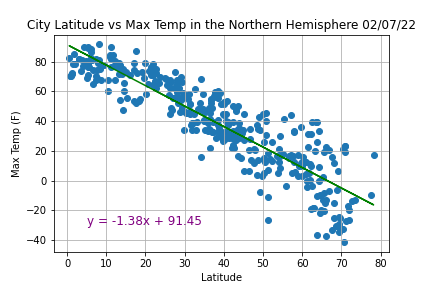 City Latitude vs Max Temp in the Northern Hemisphere 02/07/22
Max Temp (F)
80
60
40
20
0
−20
−40
y = -1.38x + 91.45
0 10 20 30 40 50 60 70 80
Latitude